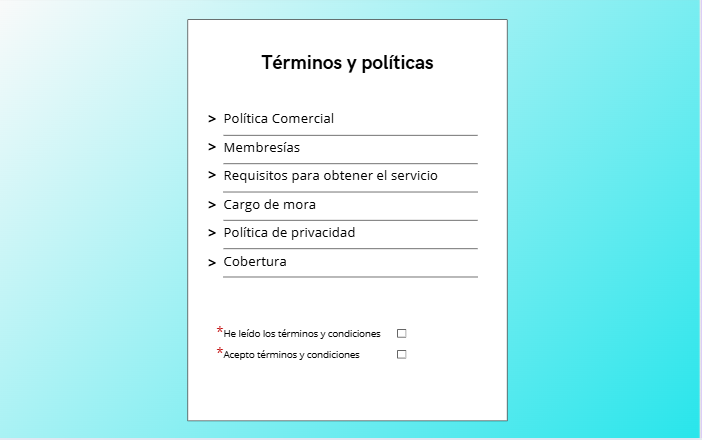 Términos y políticas
> Política Comercial
> Membresías
> Requisitos para obtener el servicio
> Cargo de mora
> Política de privacidad
> Cobertura
*He leído los términos y condiciones
*Acepto términos y condiciones